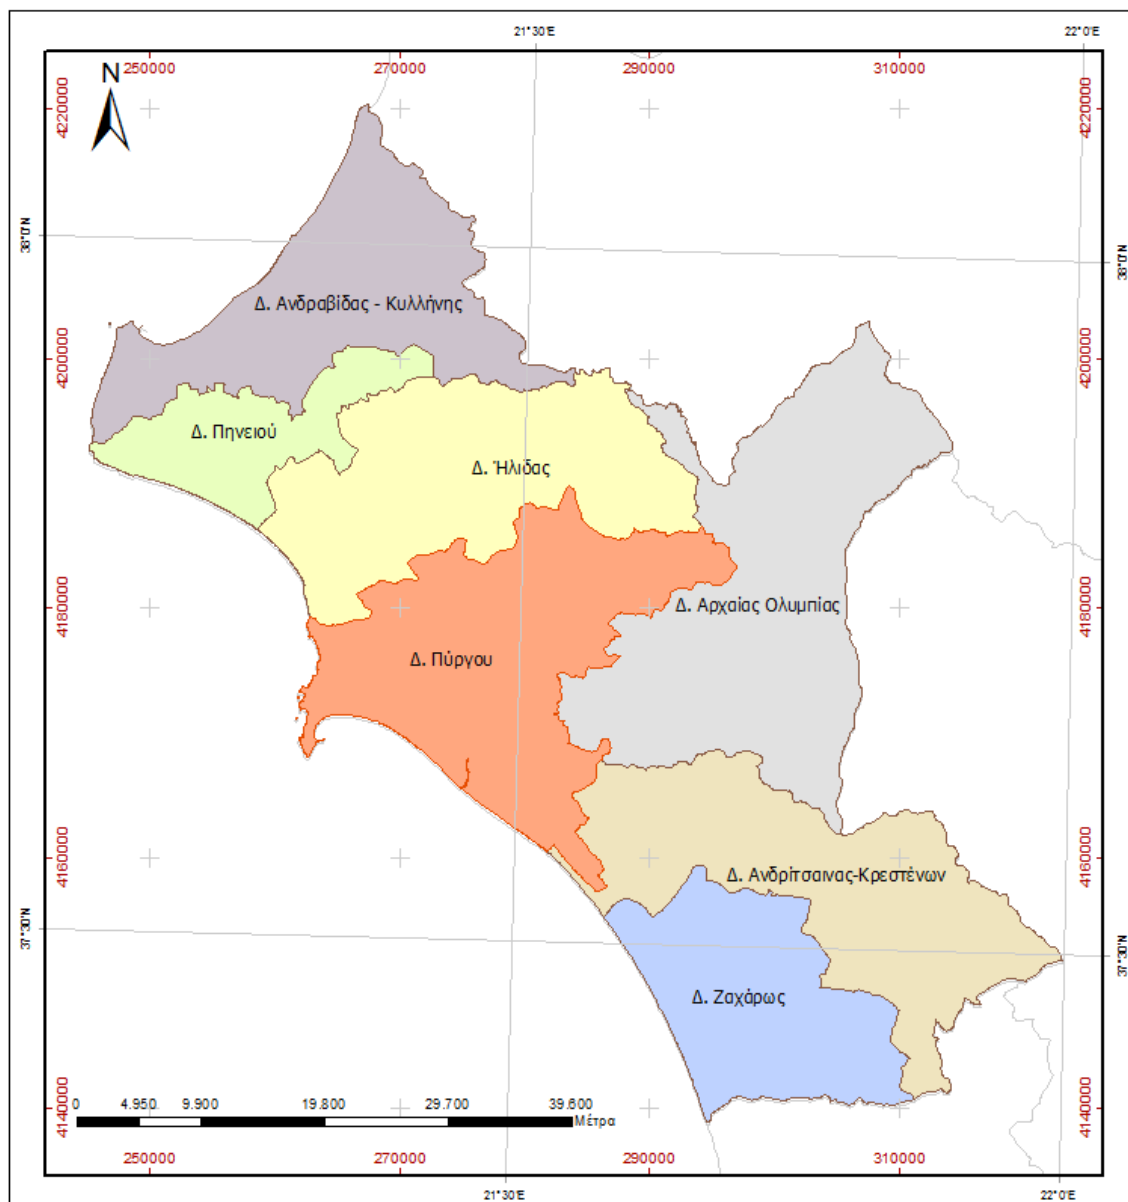 21°30'E 22°0'E
N
250000 270000 290000 310000
4220000 4220000
38°0'N 38°0'N
Δ. Ανδραβίδας - Κυλλήνης
4200000 4200000
Δ. Πηνειού
Δ. Ήλιδας
4180000 4180000
Δ. Αρχαίας Ολυμπίας
Δ. Πύργου
4160000 4160000
Δ. Ανδρίτσαινας-Κρεστένων
37°30'N 37°30'N
Δ. Ζαχάρως
0 4.950 9.900 19.800 29.700 39.600
Μέτρα
4140000 4140000
250000 270000 290000 310000
21°30'E 22°0'E